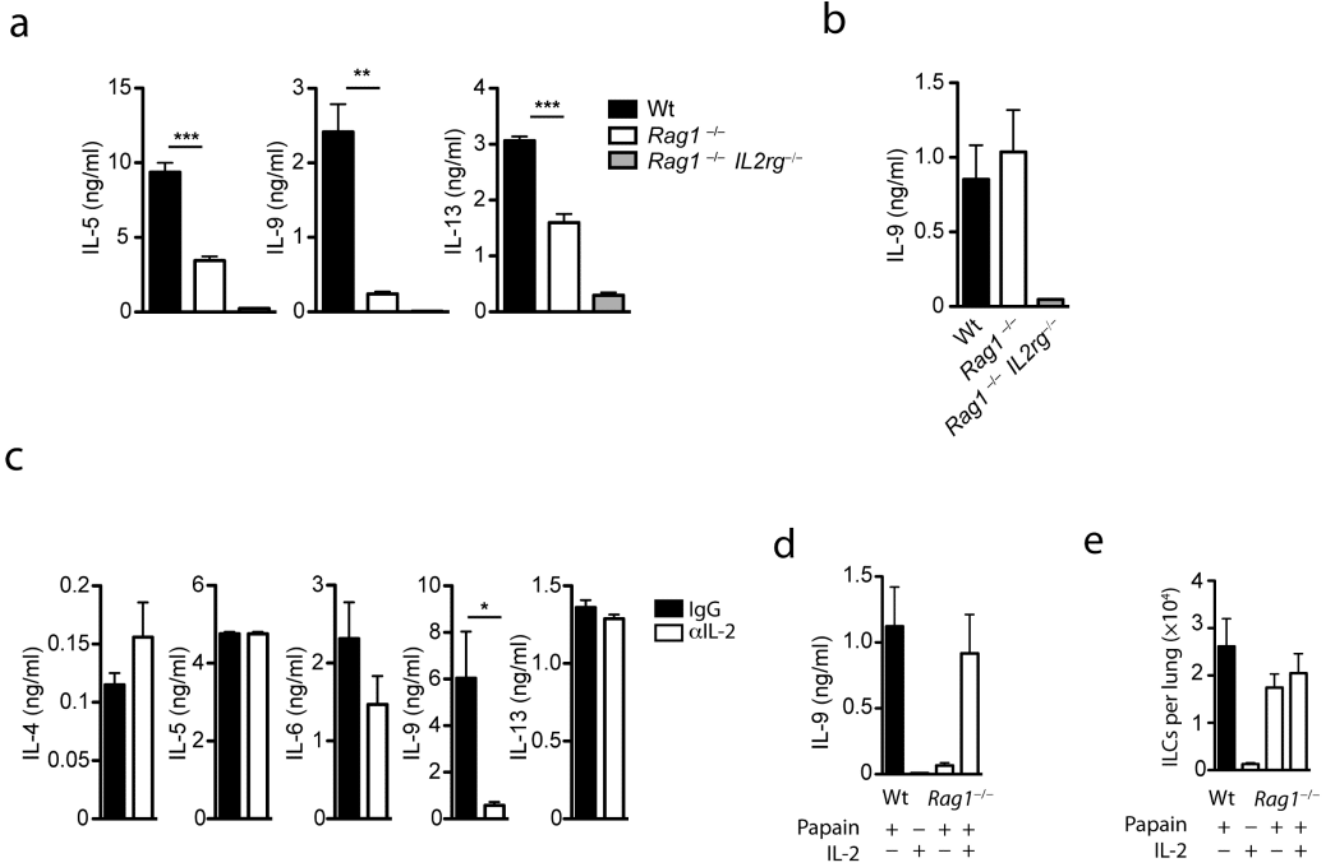 a
IL-5 (ng/ml)
15
10
5
0
***
IL-9 (ng/ml)
3
2
1
0
**
IL-13 (ng/ml)
4
3
2
1
0
***
Wt
Rag1 –/–
Rag1 –/– IL2rg–/–
b
IL-9 (ng/ml)
1.5
1.0
0.5
0
Wt
Rag1 –/–
Rag1 –/– IL2rg–/–
c
IL-4 (ng/ml)
0.2
0.15
0.1
0.05
0
IL-5 (ng/ml)
6
4
2
0
IL-6 (ng/ml)
3
2
1
0
IL-9 (ng/ml)
10
8
6
4
2
0
*
IL-13 (ng/ml)
1.5
1.0
0.5
0
IgG
αIL-2
d
IL-9 (ng/ml)
1.5
1.0
0.5
0
Wt Rag1–/–
Papain + – + +
IL-2 – + – +
e
ILCs per lung (×10⁴)
4
3
2
1
0
Wt Rag1–/–
Papain + – + +
IL-2 – + – +